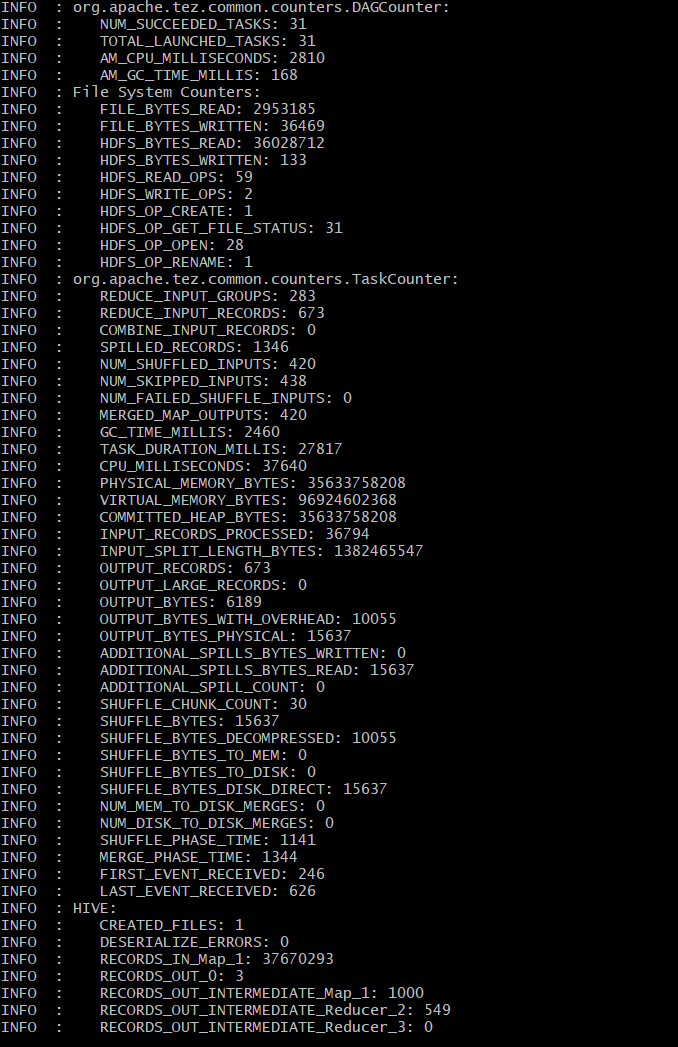 INFO  : org.apache.tez.common.counters.DAGCounter:
INFO  :    NUM_SUCCEEDED_TASKS: 31
INFO  :    TOTAL_LAUNCHED_TASKS: 31
INFO  :    AM_CPU_MILLISECONDS: 2810
INFO  :    AM_GC_TIME_MILLIS: 168
INFO  : File System Counters:
INFO  :    FILE_BYTES_READ: 2953185
INFO  :    FILE_BYTES_WRITTEN: 36469
INFO  :    HDFS_BYTES_READ: 36028712
INFO  :    HDFS_BYTES_WRITTEN: 133
INFO  :    HDFS_READ_OPS: 59
INFO  :    HDFS_WRITE_OPS: 2
INFO  :    HDFS_OP_CREATE: 1
INFO  :    HDFS_OP_GET_FILE_STATUS: 31
INFO  :    HDFS_OP_OPEN: 28
INFO  :    HDFS_OP_RENAME: 1
INFO  : org.apache.tez.common.counters.TaskCounter:
INFO  :    REDUCE_INPUT_GROUPS: 283
INFO  :    REDUCE_INPUT_RECORDS: 673
INFO  :    COMBINE_INPUT_RECORDS: 0
INFO  :    SPILLED_RECORDS: 1346
INFO  :    NUM_SHUFFLED_INPUTS: 420
INFO  :    NUM_SKIPPED_INPUTS: 438
INFO  :    NUM_FAILED_SHUFFLE_INPUTS: 0
INFO  :    MERGED_MAP_OUTPUTS: 420
INFO  :    GC_TIME_MILLIS: 2460
INFO  :    TASK_DURATION_MILLIS: 27817
INFO  :    CPU_MILLISECONDS: 37640
INFO  :    PHYSICAL_MEMORY_BYTES: 35633758208
INFO  :    VIRTUAL_MEMORY_BYTES: 96924602368
INFO  :    COMMITTED_HEAP_BYTES: 35633758208
INFO  :    INPUT_RECORDS_PROCESSED: 36794
INFO  :    INPUT_SPLIT_LENGTH_BYTES: 1382465547
INFO  :    OUTPUT_RECORDS: 673
INFO  :    OUTPUT_LARGE_RECORDS: 0
INFO  :    OUTPUT_BYTES: 6189
INFO  :    OUTPUT_BYTES_WITH_OVERHEAD: 10055
INFO  :    OUTPUT_BYTES_PHYSICAL: 15637
INFO  :    ADDITIONAL_SPILLS_BYTES_WRITTEN: 0
INFO  :    ADDITIONAL_SPILLS_BYTES_READ: 15637
INFO  :    ADDITIONAL_SPILL_COUNT: 0
INFO  :    SHUFFLE_CHUNK_COUNT: 30
INFO  :    SHUFFLE_BYTES: 15637
INFO  :    SHUFFLE_BYTES_DECOMPRESSED: 10055
INFO  :    SHUFFLE_BYTES_TO_MEM: 0
INFO  :    SHUFFLE_BYTES_TO_DISK: 0
INFO  :    SHUFFLE_BYTES_DISK_DIRECT: 15637
INFO  :    NUM_MEM_TO_DISK_MERGES: 0
INFO  :    NUM_DISK_TO_DISK_MERGES: 0
INFO  :    SHUFFLE_PHASE_TIME: 1141
INFO  :    MERGE_PHASE_TIME: 1344
INFO  :    FIRST_EVENT_RECEIVED: 246
INFO  :    LAST_EVENT_RECEIVED: 626
INFO  : HIVE:
INFO  :    CREATED_FILES: 1
INFO  :    DESERIALIZE_ERRORS: 0
INFO  :    RECORDS_IN_Map_1: 37670293
INFO  :    RECORDS_OUT_0: 3
INFO  :    RECORDS_OUT_INTERMEDIATE_Map_1: 1000
INFO  :    RECORDS_OUT_INTERMEDIATE_Reducer_2: 549
INFO  :    RECORDS_OUT_INTERMEDIATE_Reducer_3: 0